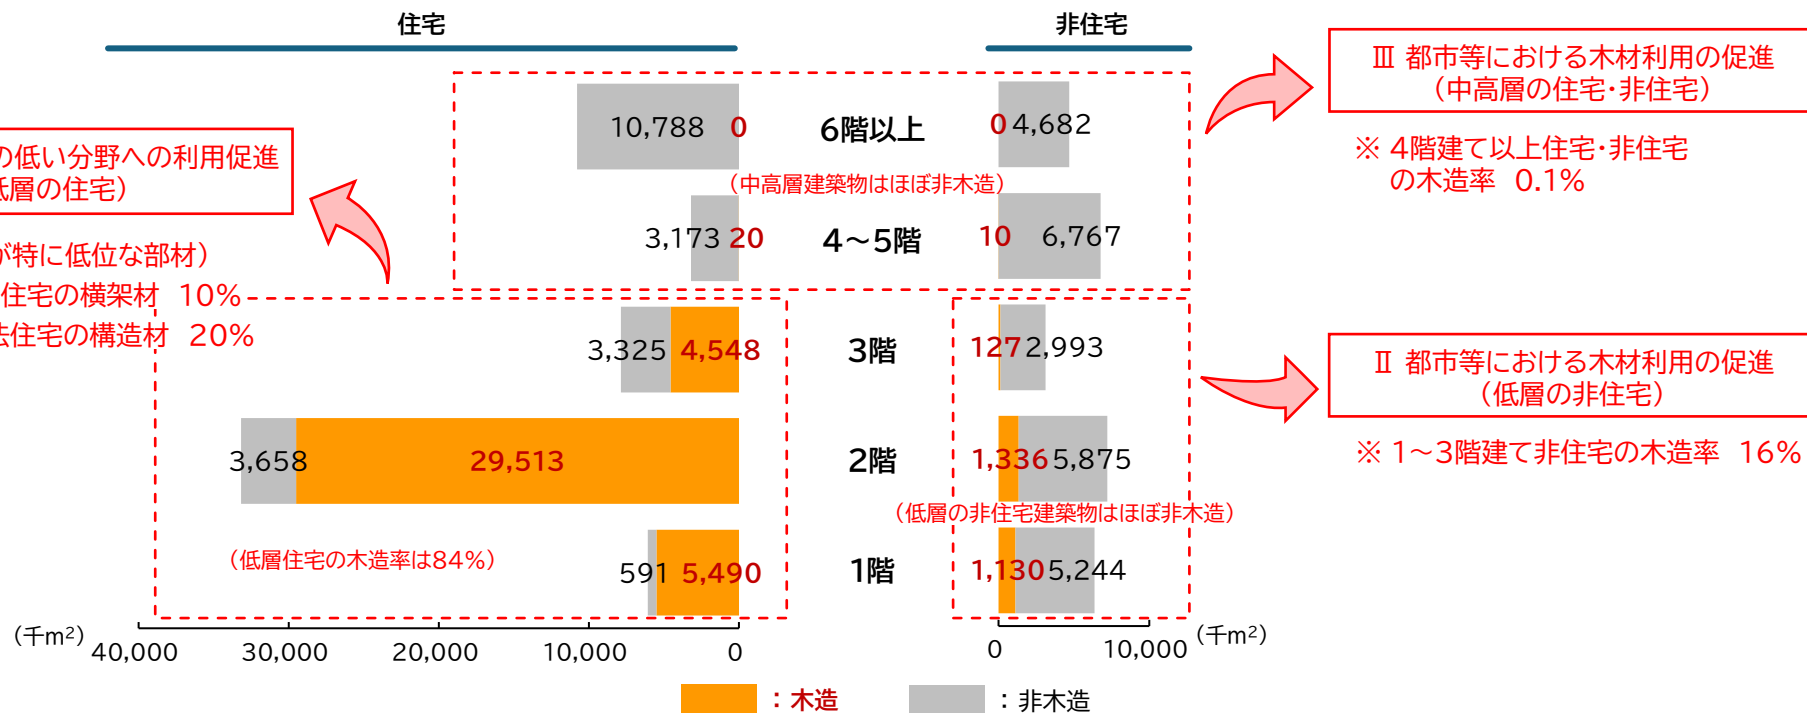 住宅
非住宅
Ⅲ 都市等における木材利用の促進
（中高層の住宅・非住宅）
※ 4階建て以上住宅・非住宅
の木造率 0.1%
の低い分野への利用促進
低層の住宅）
が特に低位な部材）
住宅の横架材 10%
法住宅の構造材 20%
10,788 0 6階以上 0 4,682
（中高層建築物はほぼ非木造）
3,173 20 4～5階 10 6,767
3,325 4,548 3階 127 2,993
Ⅱ 都市等における木材利用の促進
（低層の非住宅）
※ 1～3階建て非住宅の木造率 16%
3,658 29,513 2階 1,336 5,875
（低層の非住宅建築物はほぼ非木造）
（低層住宅の木造率は84%）
591 5,490 1階 1,130 5,244
（千m²） 40,000 30,000 20,000 10,000 0 0 10,000 （千m²）
：木造 ：非木造